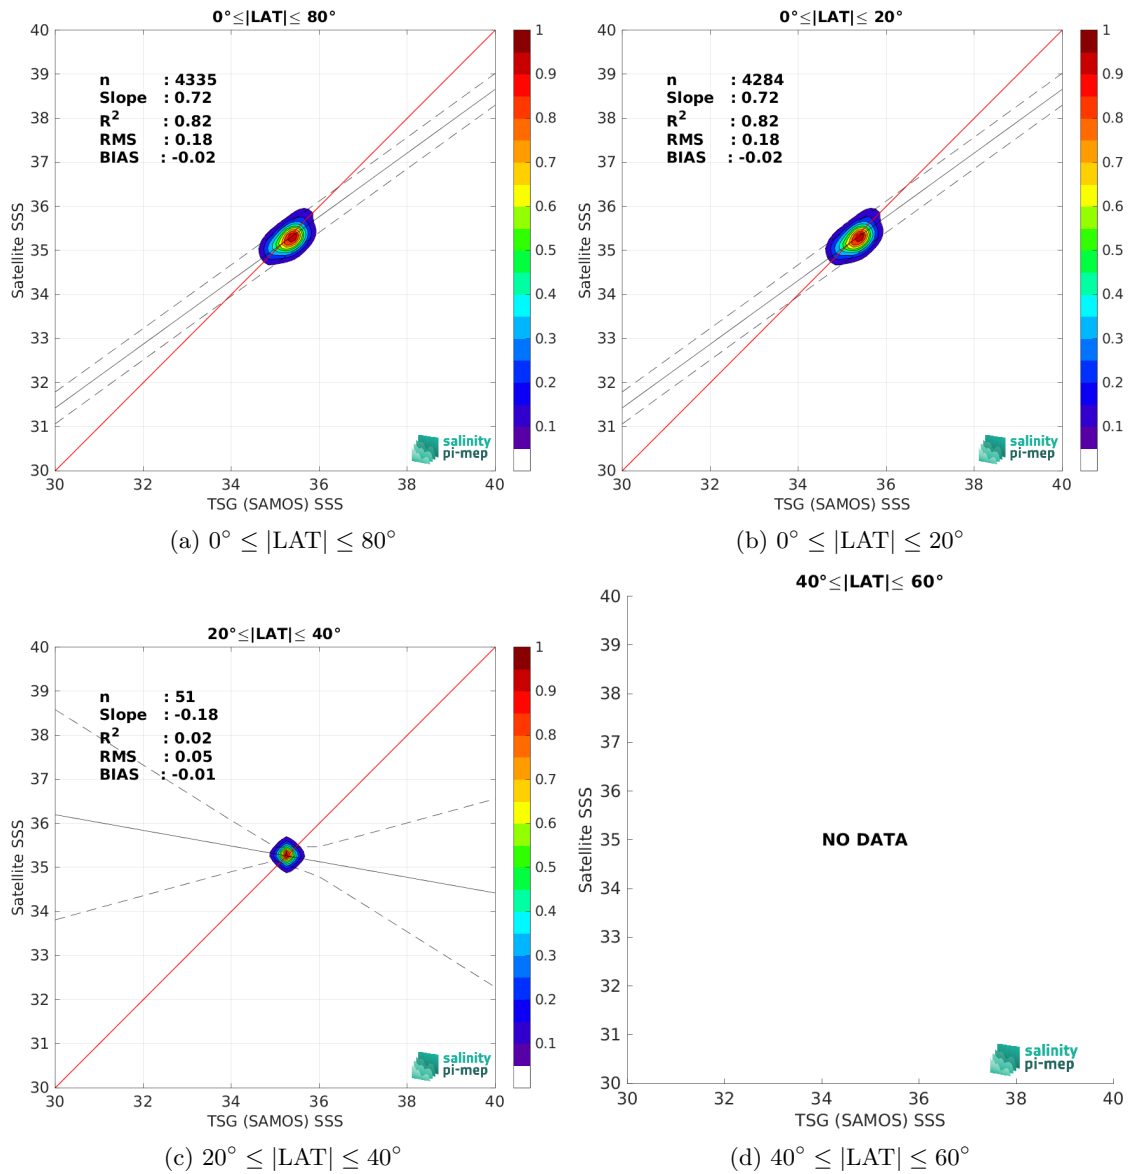 0°≤|LAT|≤ 80°
40
39
38
37
36
35
34
33
32
31
30
30
32
34
36
38
40
n : 4335
Slope : 0.72
R² : 0.82
RMS : 0.18
BIAS : -0.02
Satellite SSS
TSG (SAMOS) SSS
salinity
pi-mep
1
0.9
0.8
0.7
0.6
0.5
0.4
0.3
0.2
0.1
(a) 0° ≤ |LAT| ≤ 80°
0°≤|LAT|≤ 20°
40
39
38
37
36
35
34
33
32
31
30
30
32
34
36
38
40
n : 4284
Slope : 0.72
R² : 0.82
RMS : 0.18
BIAS : -0.02
Satellite SSS
TSG (SAMOS) SSS
salinity
pi-mep
1
0.9
0.8
0.7
0.6
0.5
0.4
0.3
0.2
0.1
(b) 0° ≤ |LAT| ≤ 20°
20°≤|LAT|≤ 40°
40
39
38
37
36
35
34
33
32
31
30
30
32
34
36
38
40
n : 51
Slope : -0.18
R² : 0.02
RMS : 0.05
BIAS : -0.01
Satellite SSS
TSG (SAMOS) SSS
salinity
pi-mep
1
0.9
0.8
0.7
0.6
0.5
0.4
0.3
0.2
0.1
(c) 20° ≤ |LAT| ≤ 40°
40°≤|LAT|≤ 60°
40
39
38
37
36
35
34
33
32
31
30
30
32
34
36
38
40
NO DATA
Satellite SSS
TSG (SAMOS) SSS
salinity
pi-mep
(d) 40° ≤ |LAT| ≤ 60°